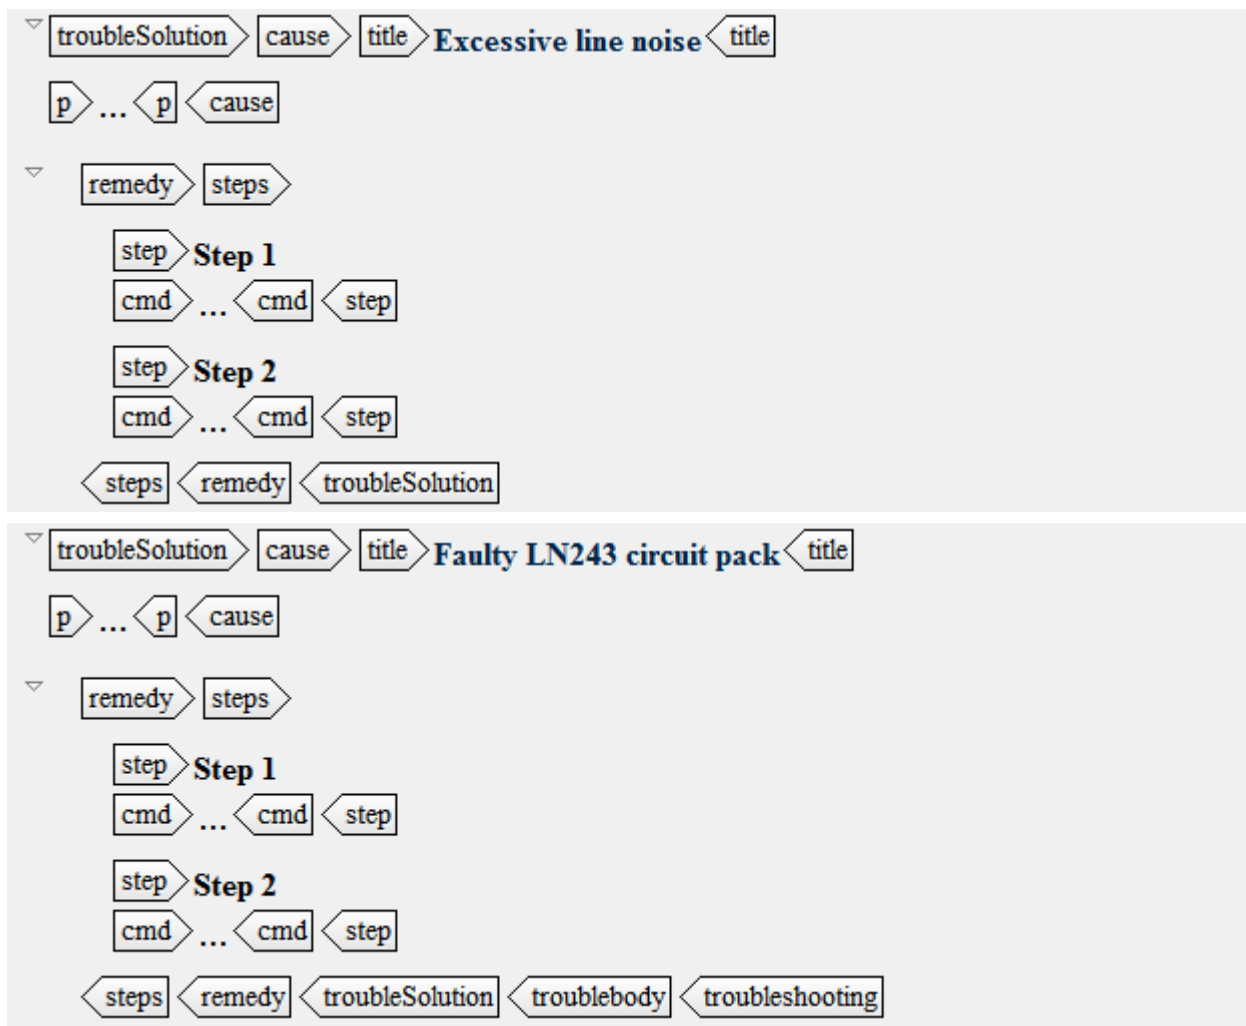 troubleSolution cause title Excessive line noise title
p ... p cause
remedy steps
step Step 1
cmd ... cmd step
step Step 2
cmd ... cmd step
steps remedy troubleSolution
troubleSolution cause title Faulty LN243 circuit pack title
p ... p cause
remedy steps
step Step 1
cmd ... cmd step
step Step 2
cmd ... cmd step
steps remedy troubleSolution troublebody troubleshooting